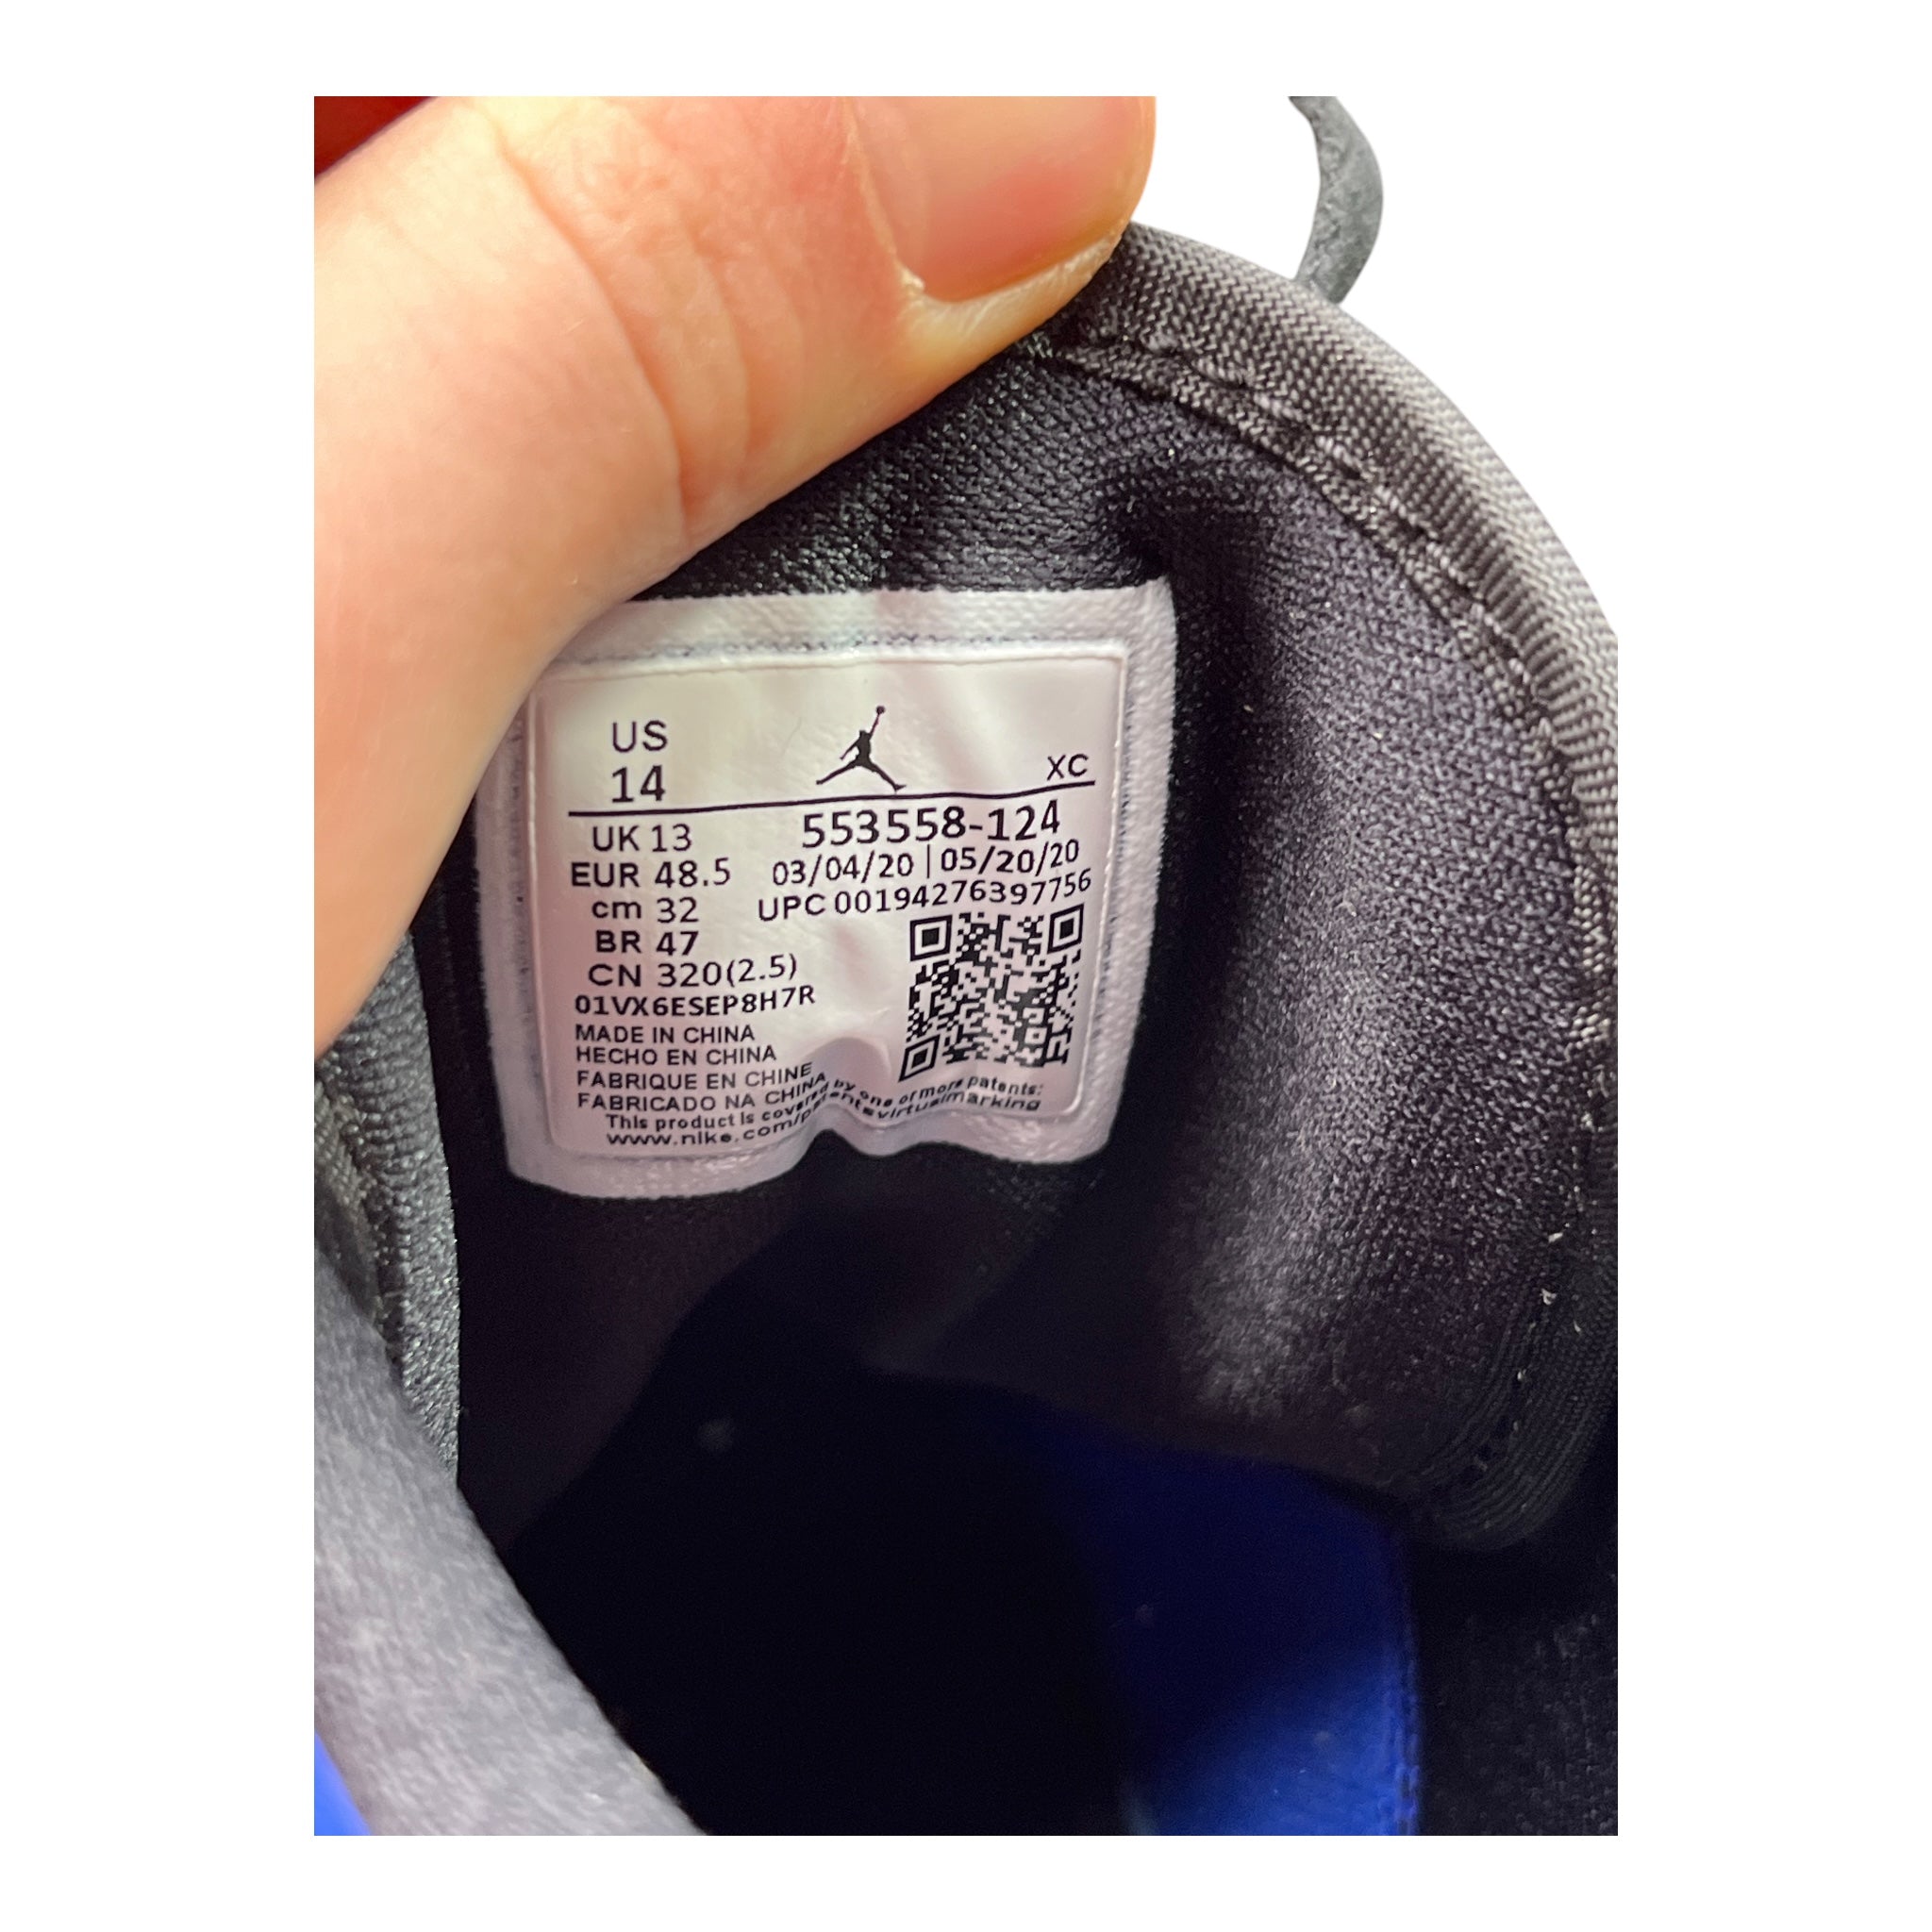 US
14
XC
UK 13
553558-124
EUR 48.5
03/04/20 | 05/20/20
cm 32
UPC 00194276397756
BR 47
CN 320(2.5)
01VX6ESEP8H7R
MADE IN CHINA
HECHO EN CHINA
FABRIQUE EN CHINE
FABRICADO NA CHINA
This product is covered by one or more patents:
www.nike.com/patentsvirtualmarking